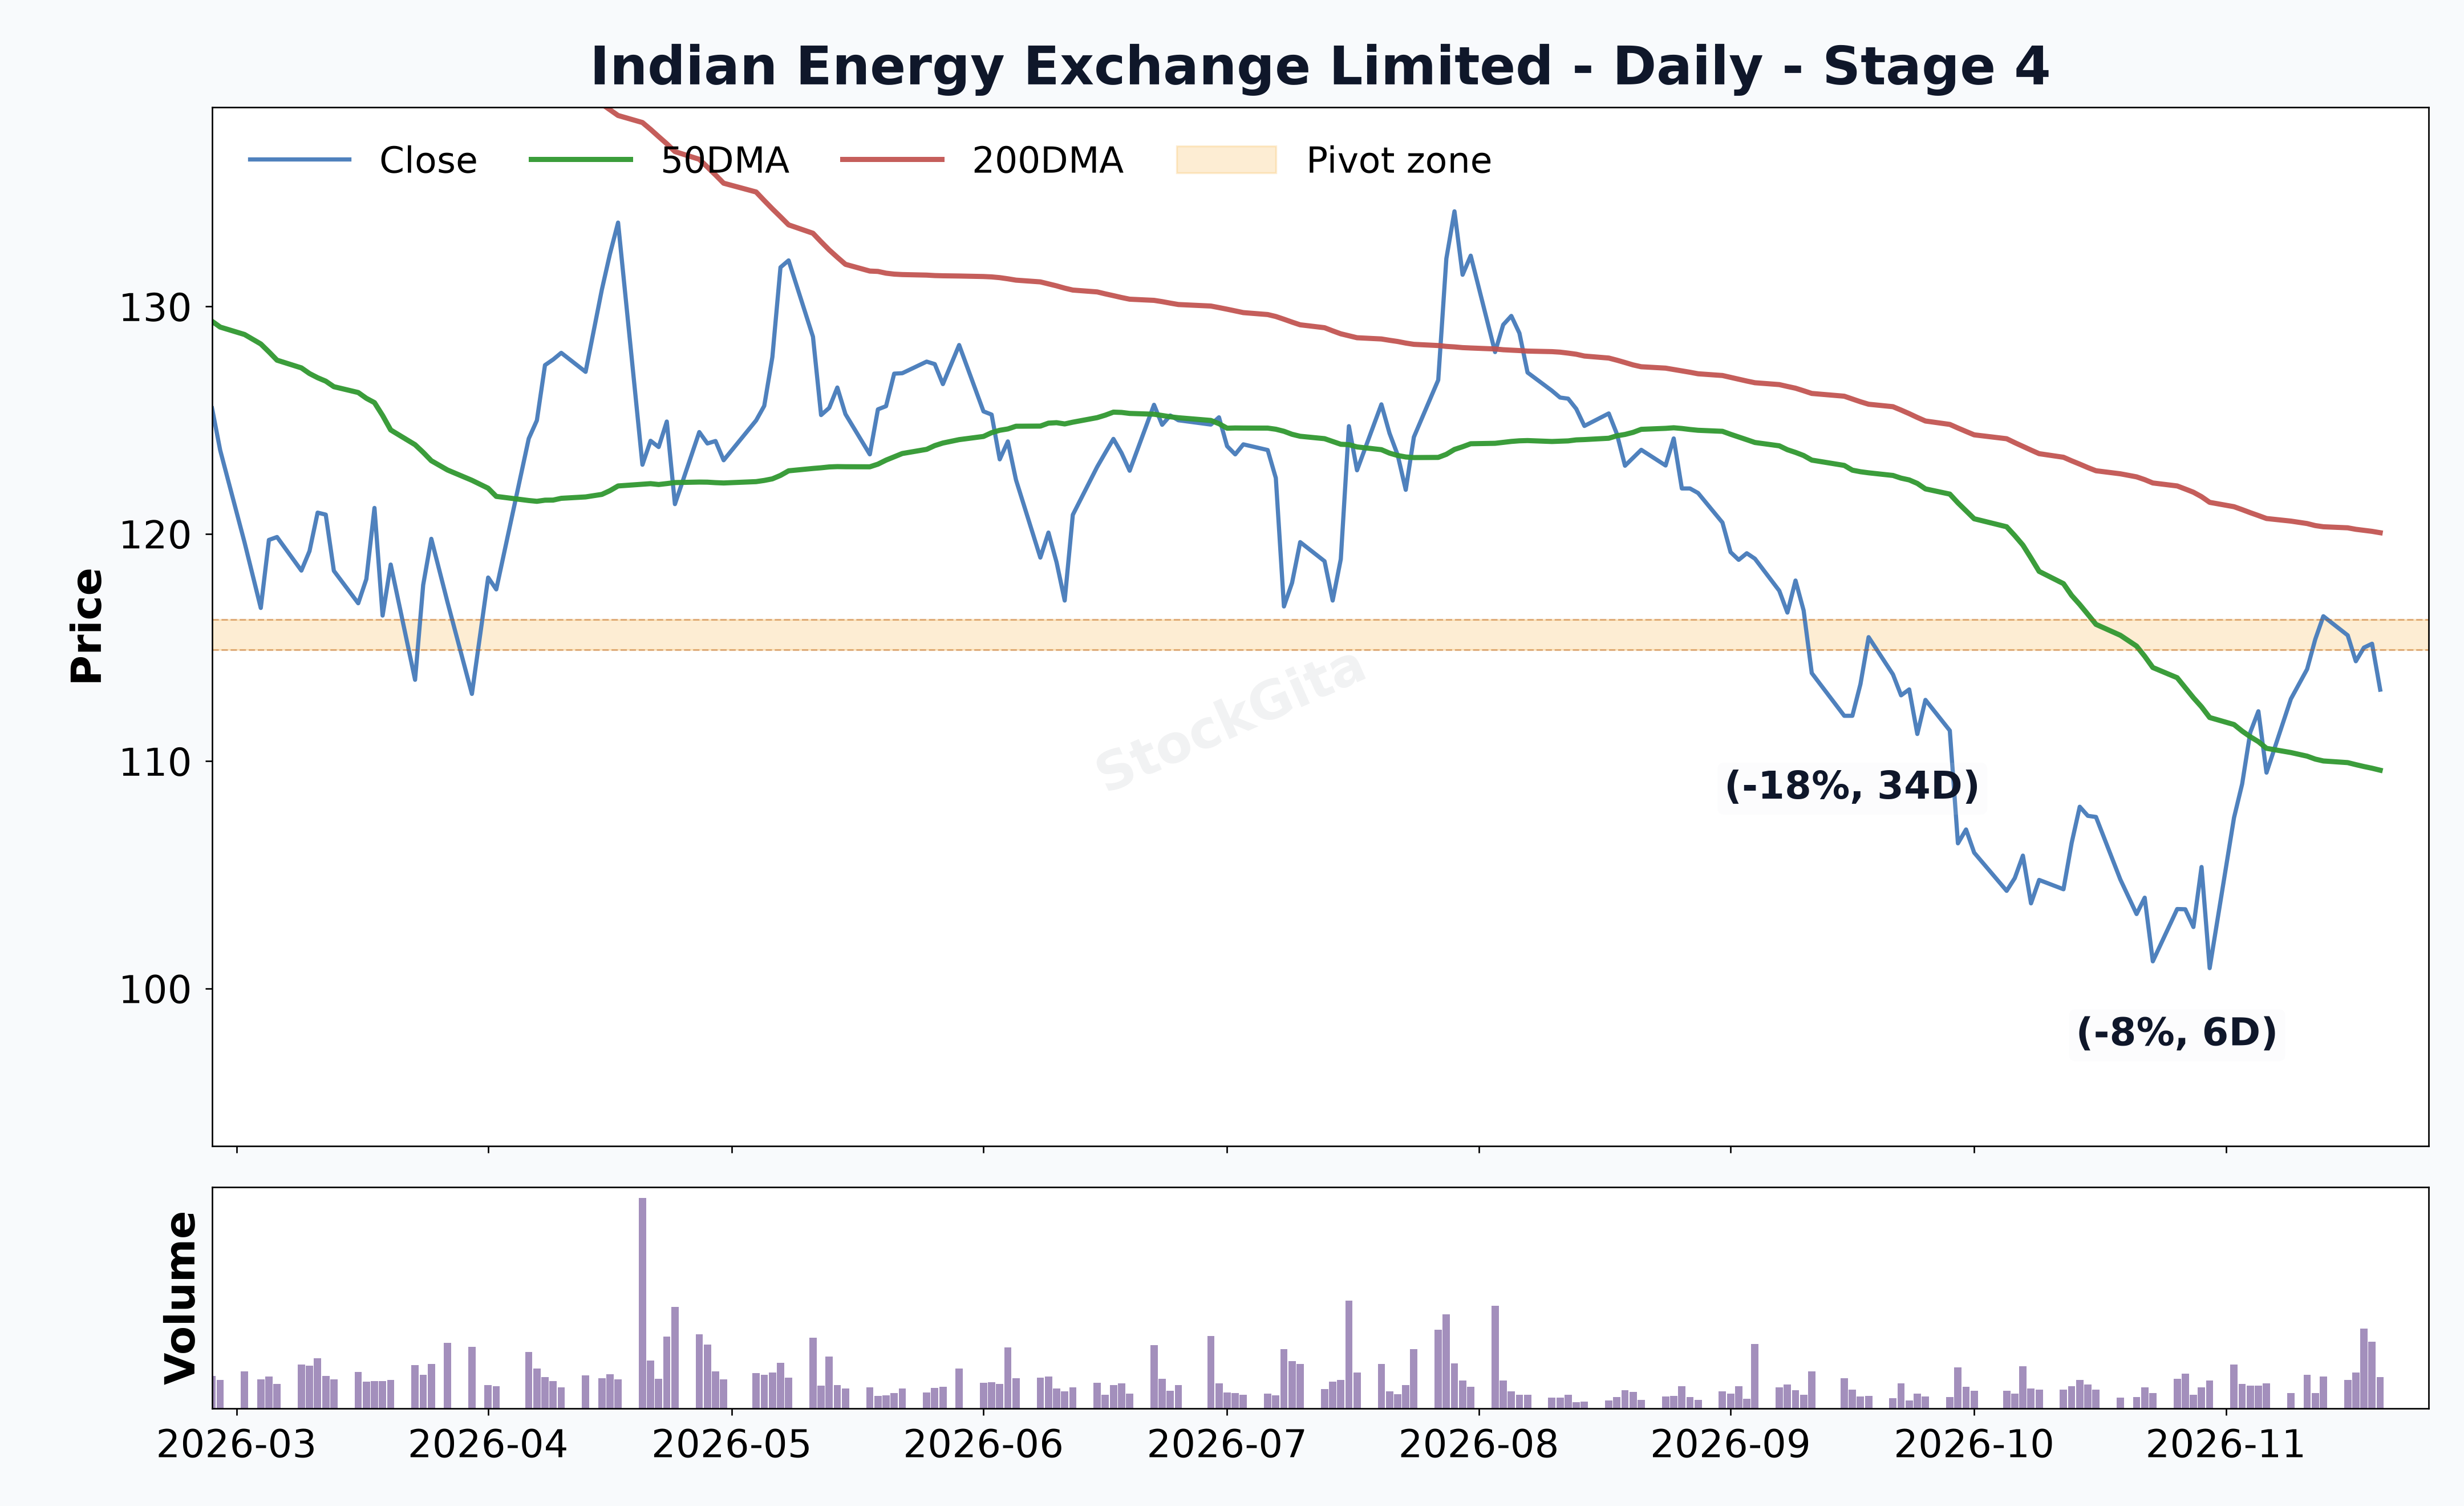 Indian Energy Exchange Limited - Daily - Stage 4
Close 50DMA 200DMA Pivot zone
130
120
110
100
Price
StockGita
(-18%, 34D)
(-8%, 6D)
Volume
2026-03 2026-04 2026-05 2026-06 2026-07 2026-08 2026-09 2026-10 2026-11